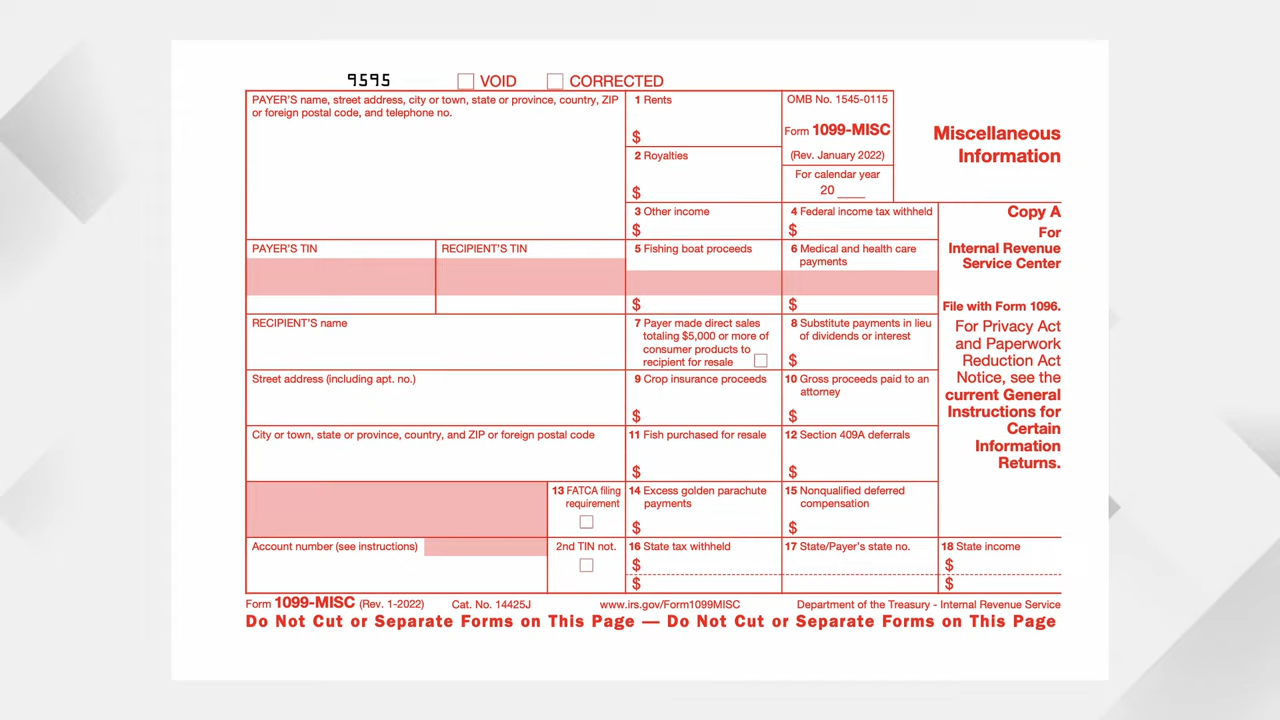 9595 VOID CORRECTED
PAYER'S name, street address, city or town, state or province, country, ZIP
or foreign postal code, and telephone no.
1 Rents
$
2 Royalties
$
OMB No. 1545-0115
Form 1099-MISC
(Rev. January 2022)
For calendar year
20 ____
Miscellaneous
Information
3 Other income
$
4 Federal income tax withheld
$
Copy A
For
Internal Revenue
Service Center
File with Form 1096.
For Privacy Act
and Paperwork
Reduction Act
Notice, see the
current General
Instructions for
Certain
Information
Returns.
PAYER'S TIN
RECIPIENT'S TIN
5 Fishing boat proceeds
$
6 Medical and health care
payments
$
RECIPIENT'S name
7 Payer made direct sales
totaling $5,000 or more of
consumer products to
recipient for resale
8 Substitute payments in lieu
of dividends or interest
$
Street address (including apt. no.)
9 Crop insurance proceeds
$
10 Gross proceeds paid to an
attorney
$
City or town, state or province, country, and ZIP or foreign postal code
11 Fish purchased for resale
$
12 Section 409A deferrals
$
13 FATCA filing
requirement
14 Excess golden parachute
payments
$
15 Nonqualified deferred
compensation
$
Account number (see instructions)
2nd TIN not.
16 State tax withheld
$
$
17 State/Payer's state no.
18 State income
$
$
Form 1099-MISC (Rev. 1-2022) Cat. No. 14425J www.irs.gov/Form1099MISC Department of the Treasury - Internal Revenue Service
Do Not Cut or Separate Forms on This Page — Do Not Cut or Separate Forms on This Page